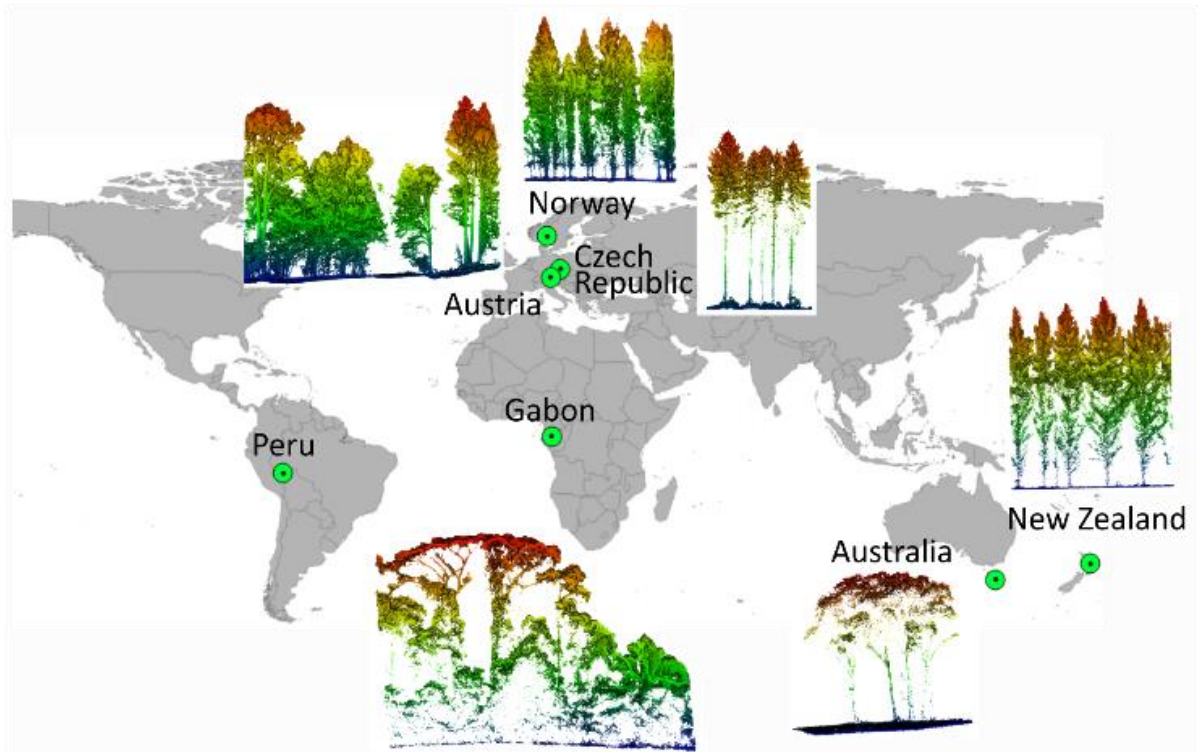 Norway
Czech
Republic
Austria
Gabon
Peru
New Zealand
Australia